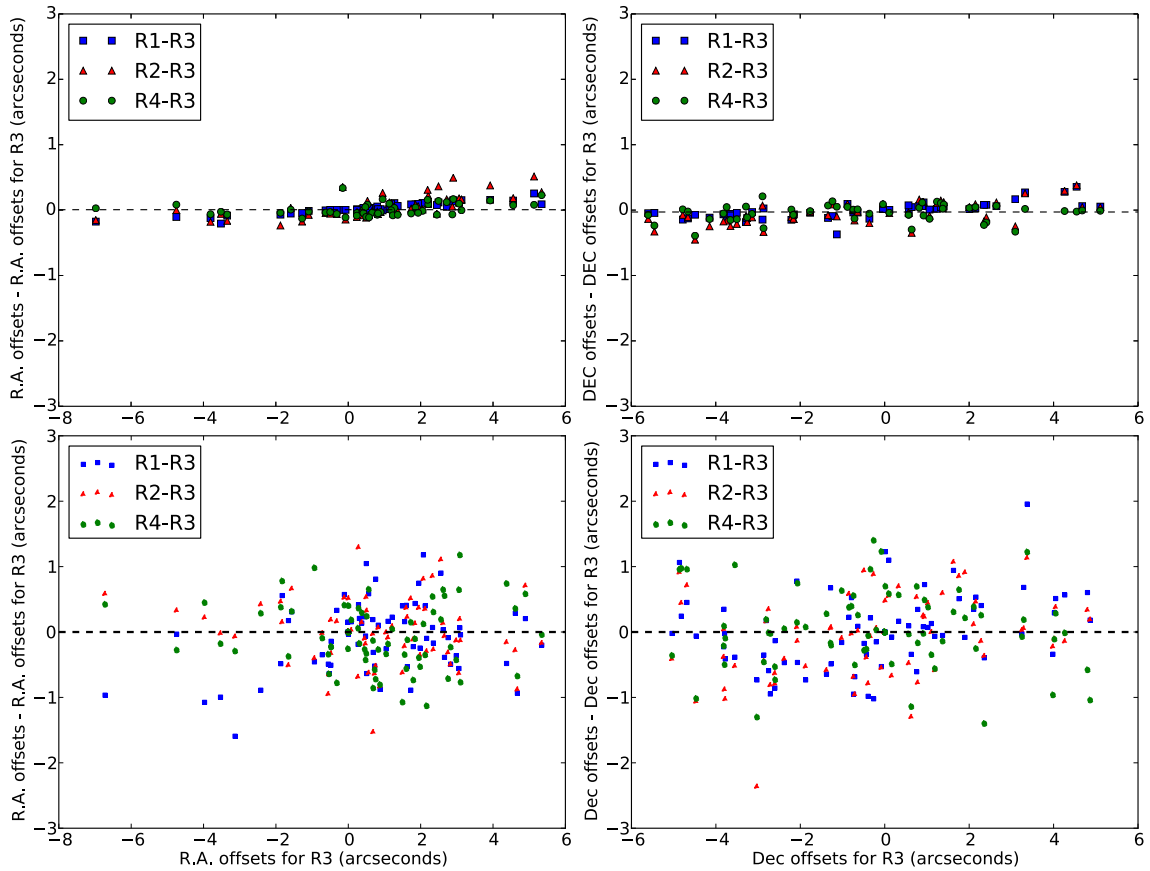 R.A. offsets - R.A. offsets for R3 (arcseconds)
3
2
1
0
−1
−2
−3
R1-R3
R2-R3
R4-R3
−8 −6 −4 −2 0 2 4 6
DEC offsets - DEC offsets for R3 (arcseconds)
3
2
1
0
−1
−2
−3
R1-R3
R2-R3
R4-R3
−6 −4 −2 0 2 4 6
R.A. offsets - R.A. offsets for R3 (arcseconds)
3
2
1
0
−1
−2
−3
R1-R3
R2-R3
R4-R3
−8 −6 −4 −2 0 2 4 6
R.A. offsets for R3 (arcseconds)
Dec offsets - Dec offsets for R3 (arcseconds)
3
2
1
0
−1
−2
−3
R1-R3
R2-R3
R4-R3
−6 −4 −2 0 2 4 6
Dec offsets for R3 (arcseconds)